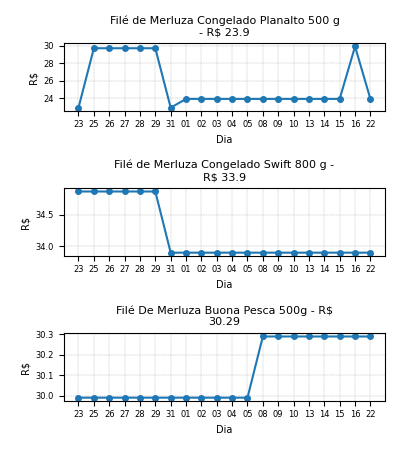 Filé de Merluza Congelado Planalto 500 g
- R$ 23.9
30
28
26
24
R$
23 25 26 27 28 29 31 01 02 03 04 05 08 09 10 13 14 15 16 22
Dia
Filé de Merluza Congelado Swift 800 g -
R$ 33.9
34.5
34.0
R$
23 25 26 27 28 29 31 01 02 03 04 05 08 09 10 13 14 15 16 22
Dia
Filé De Merluza Buona Pesca 500g - R$
30.29
30.3
30.2
30.1
30.0
R$
23 25 26 27 28 29 31 01 02 03 04 05 08 09 10 13 14 15 16 22
Dia